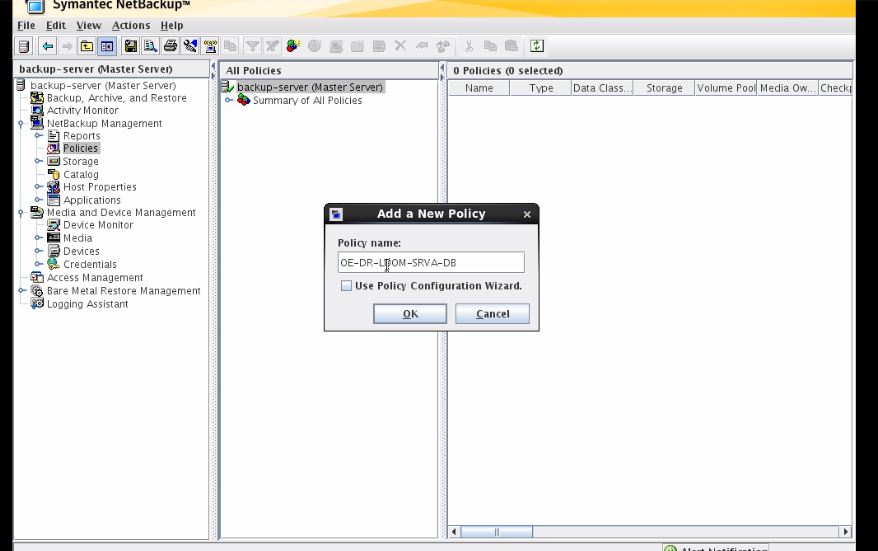 Symantec NetBackup™
File Edit View Actions Help
backup-server (Master Server)
backup-server (Master Server)
Backup, Archive, and Restore
Activity Monitor
NetBackup Management
Reports
Policies
Storage
Catalog
Host Properties
Applications
Media and Device Management
Device Monitor
Media
Devices
Credentials
Access Management
Bare Metal Restore Management
Logging Assistant
All Policies
backup-server (Master Server)
Summary of All Policies
0 Policies (0 selected)
Name Type Data Class... Storage Volume Pool Media Ow... Checkp
Add a New Policy
Policy name:
OE-DR-LDOM-SRVA-DB
Use Policy Configuration Wizard.
OK Cancel
Alert Notification